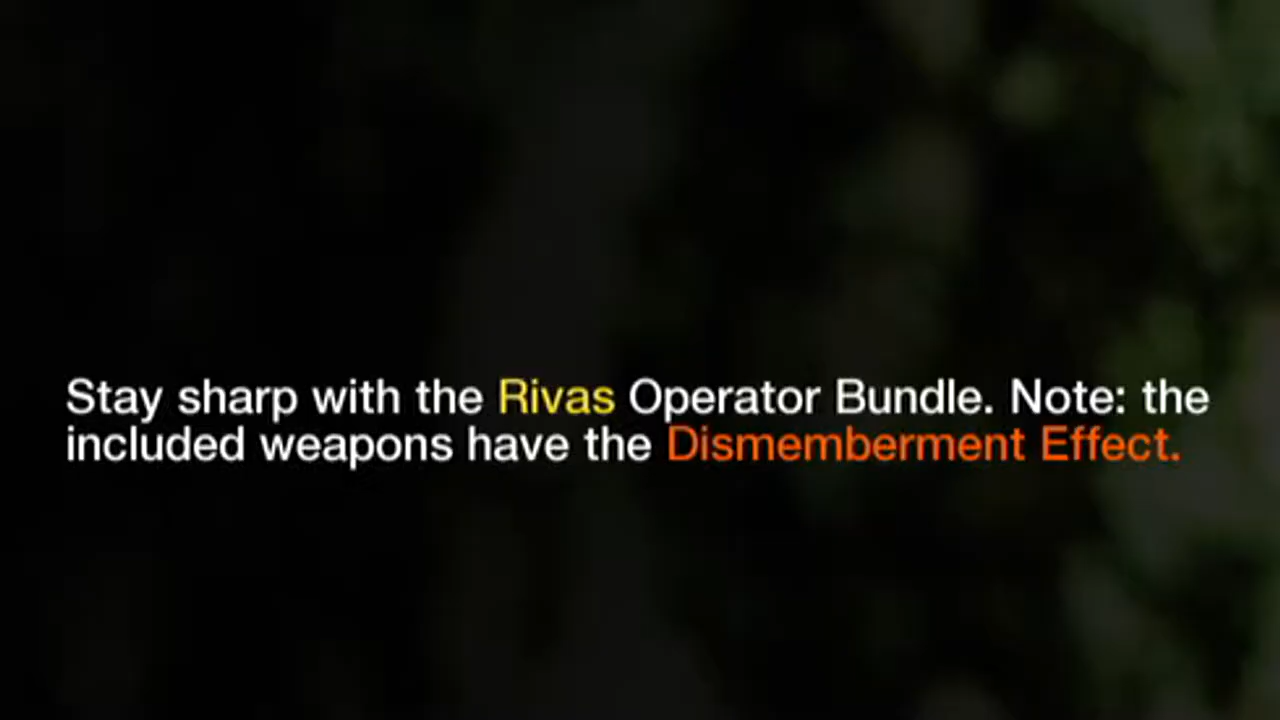 Stay sharp with the Rivas Operator Bundle. Note: the
included weapons have the Dismemberment Effect.